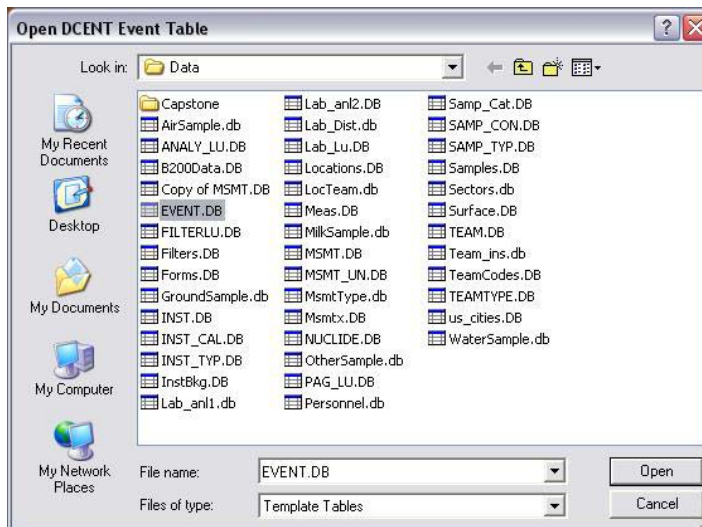 Open DCENT Event Table
Look in: Data
My Recent
Documents
Desktop
My Documents
My Computer
My Network
Places
Capstone
AirSample.db
ANALY_LU.DB
B200Data.DB
Copy of MSMT.DB
EVENT.DB
FILTERLU.DB
Filters.DB
Forms.DB
GroundSample.db
INST.DB
INST_CAL.DB
INST_TYP.DB
InstBkg.DB
Lab_anl1.db
Lab_anl2.DB
Lab_Dist.db
Lab_Lu.DB
Locations.DB
LocTeam.db
Meas.DB
MilkSample.db
MSMT.DB
MSMT_UN.DB
MsmtType.db
Msmtx.DB
NUCLIDE.DB
OtherSample.db
PAG_LU.DB
Personnel.db
Samp_Cat.DB
SAMP_CON.DB
SAMP_TYP.DB
Samples.DB
Sectors.db
Surface.DB
TEAM.DB
Team_ins.db
TeamCodes.DB
TEAMTYPE.DB
us_cities.DB
WaterSample.db
File name: EVENT.DB
Open
Files of type: Template Tables
Cancel